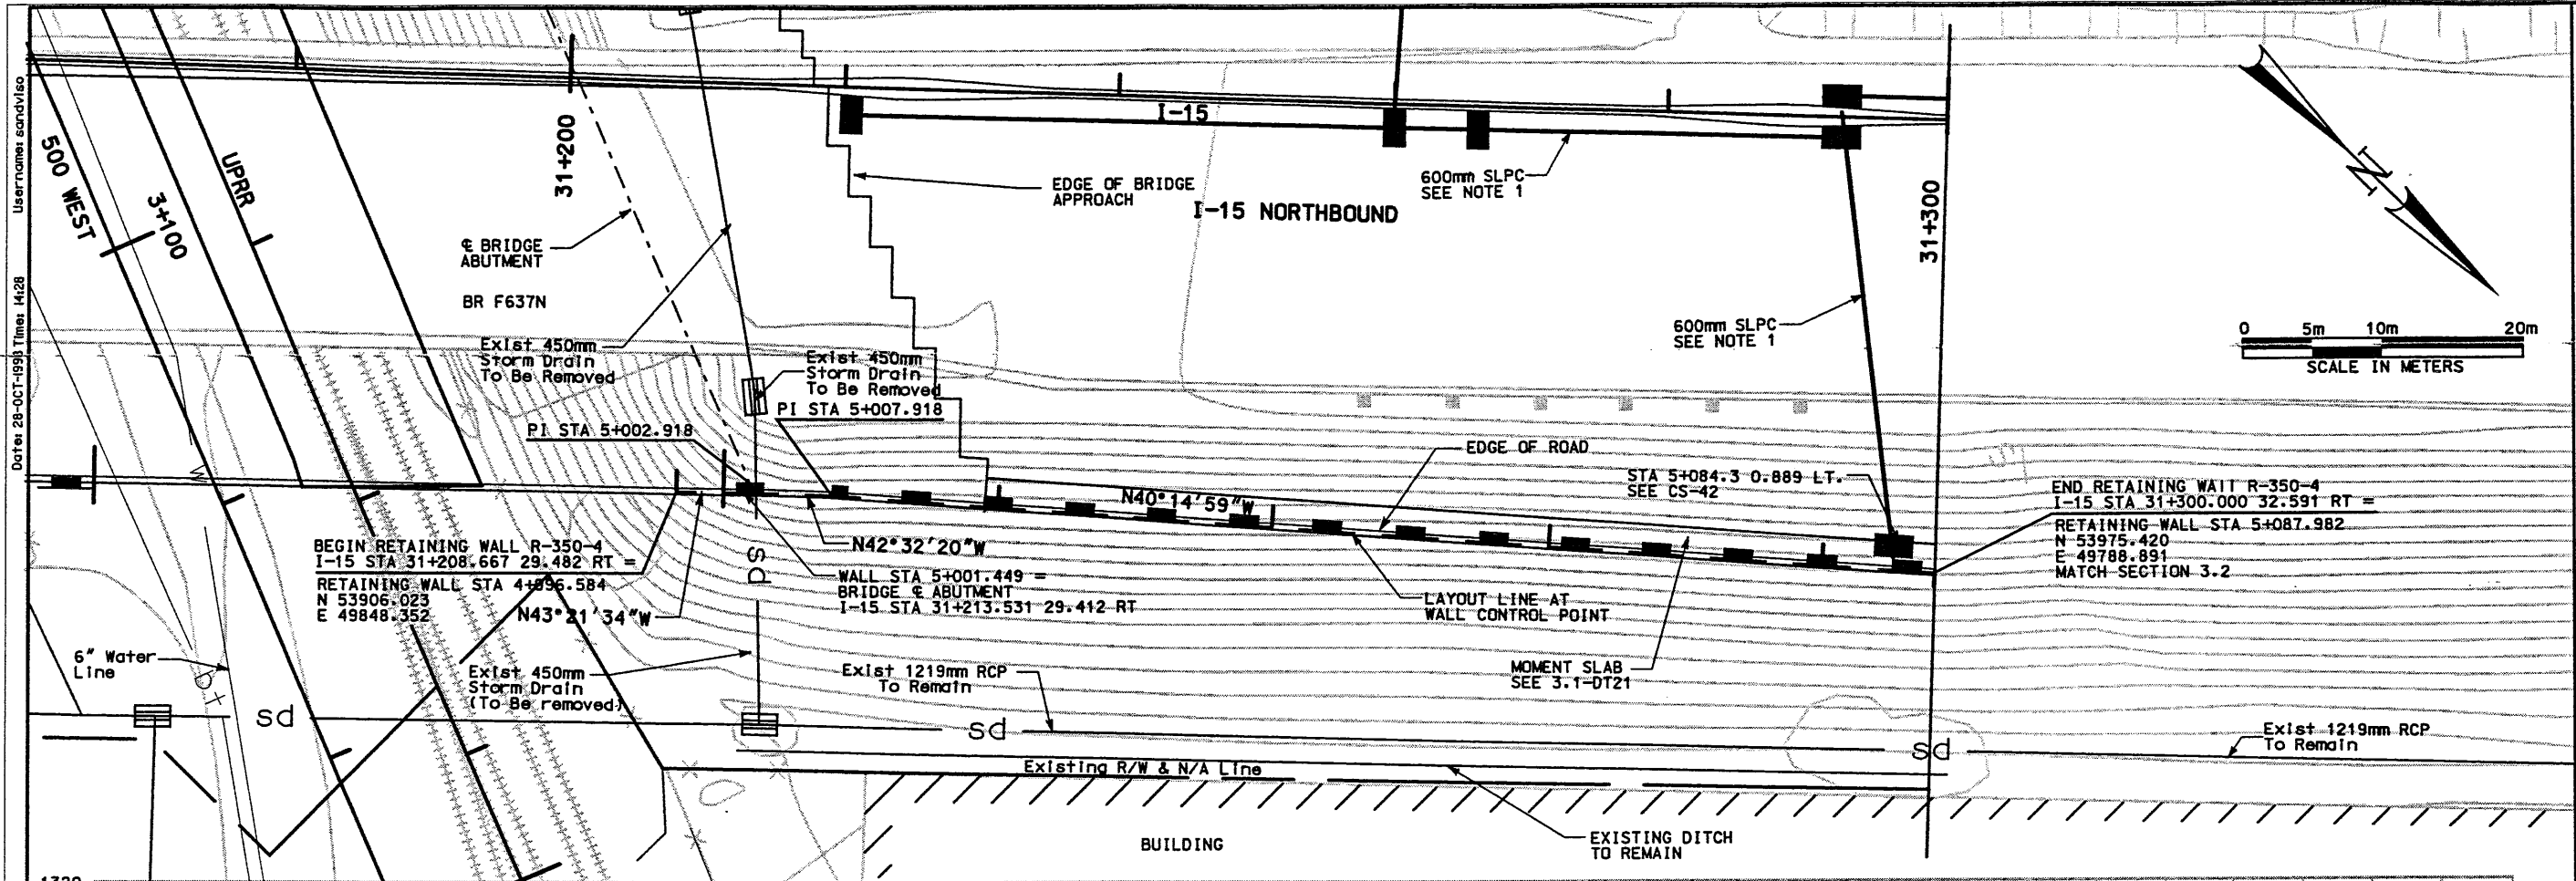 Date: 28-OCT-1998 Time: 14:28 Username: sandviso
500 WEST
3+100
UPRR
31+200
I-15
31+300
N
EDGE OF BRIDGE
APPROACH
I-15 NORTHBOUND
600mm SLPC
SEE NOTE 1
℄ BRIDGE
ABUTMENT
BR F637N
Exist 450mm
Storm Drain
To Be Removed
Exist 450mm
Storm Drain
To Be Removed
600mm SLPC
SEE NOTE 1
0 5m 10m 20m
SCALE IN METERS
PI STA 5+007.918
PI STA 5+002.918
EDGE OF ROAD
STA 5+084.3 0.889 LT.
SEE CS-42
END RETAINING WAll R-350-4
I-15 STA 31+300.000 32.591 RT =
RETAINING WALL STA 5+087.982
N 53975.420
E 49788.891
MATCH SECTION 3.2
N40°14'59"W
W
BEGIN RETAINING WALL R-350-4
I-15 STA 31+208.667 29.482 RT =
RETAINING WALL STA 4+996.584
N 53906.023
E 49848.352
N43°21'34"W
N42°32'20"W
sd
WALL STA 5+001.449 =
BRIDGE ℄ ABUTMENT
I-15 STA 31+213.531 29.412 RT
LAYOUT LINE AT
WALL CONTROL POINT
6" Water
Line
Exist 450mm
Storm Drain
(To Be removed)
Exist 1219mm RCP
To Remain
MOMENT SLAB
SEE 3.1-DT21
sd
sd
sd
Exist 1219mm RCP
To Remain
Existing R/W & N/A Line
BUILDING
EXISTING DITCH
TO REMAIN